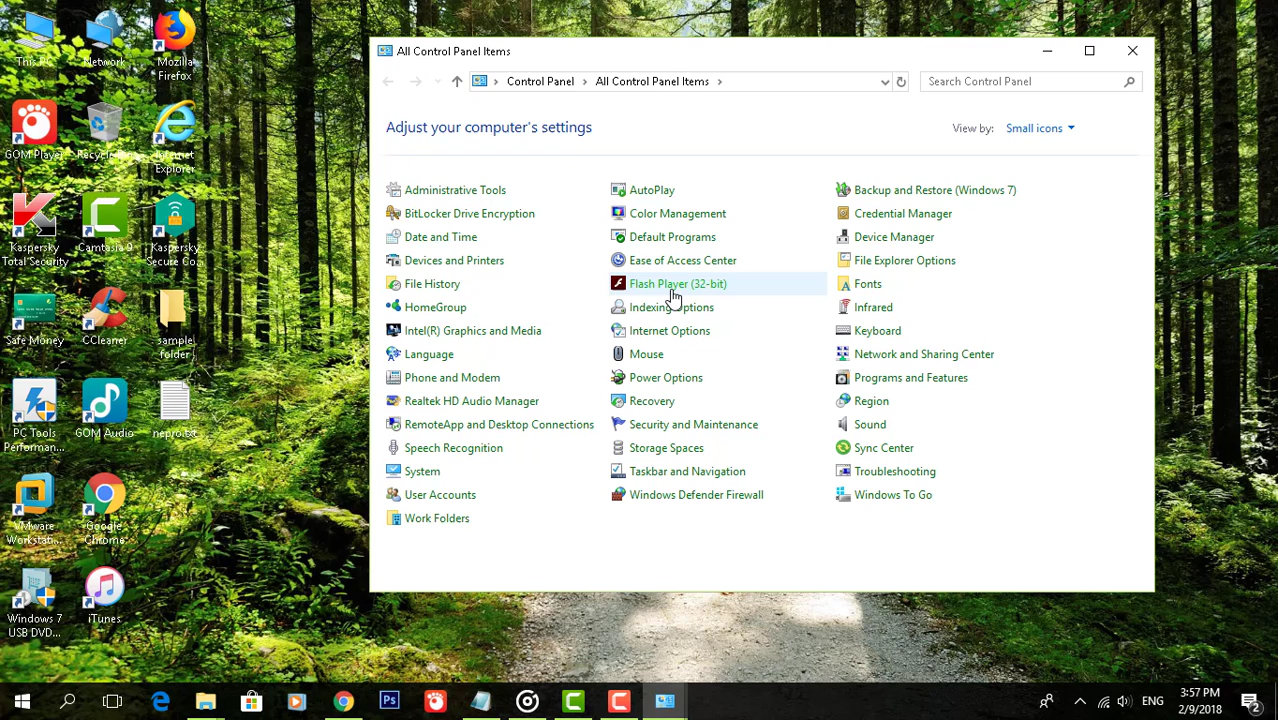 This PC
Network
Mozilla
Firefox
GOM Player
Recycle Bin
Internet
Explorer
Kaspersky
Total Security
Camtasia 9
Kaspersky
Secure Co...
Safe Money
CCleaner
sample
folder
PC Tools
Performan...
GOM Audio
nepro.txt
VMware
Workstati...
Google
Chrome
Windows 7
USB DVD...
iTunes
All Control Panel Items
Control Panel > All Control Panel Items >
Search Control Panel
Adjust your computer's settings
View by: Small icons
Administrative Tools
AutoPlay
Backup and Restore (Windows 7)
BitLocker Drive Encryption
Color Management
Credential Manager
Date and Time
Default Programs
Device Manager
Devices and Printers
Ease of Access Center
File Explorer Options
File History
Flash Player (32-bit)
Fonts
HomeGroup
Indexing Options
Infrared
Intel(R) Graphics and Media
Internet Options
Keyboard
Language
Mouse
Network and Sharing Center
Phone and Modem
Power Options
Programs and Features
Realtek HD Audio Manager
Recovery
Region
RemoteApp and Desktop Connections
Security and Maintenance
Sound
Speech Recognition
Storage Spaces
Sync Center
System
Taskbar and Navigation
Troubleshooting
User Accounts
Windows Defender Firewall
Windows To Go
Work Folders
Ps
ENG
3:57 PM
2/9/2018
2